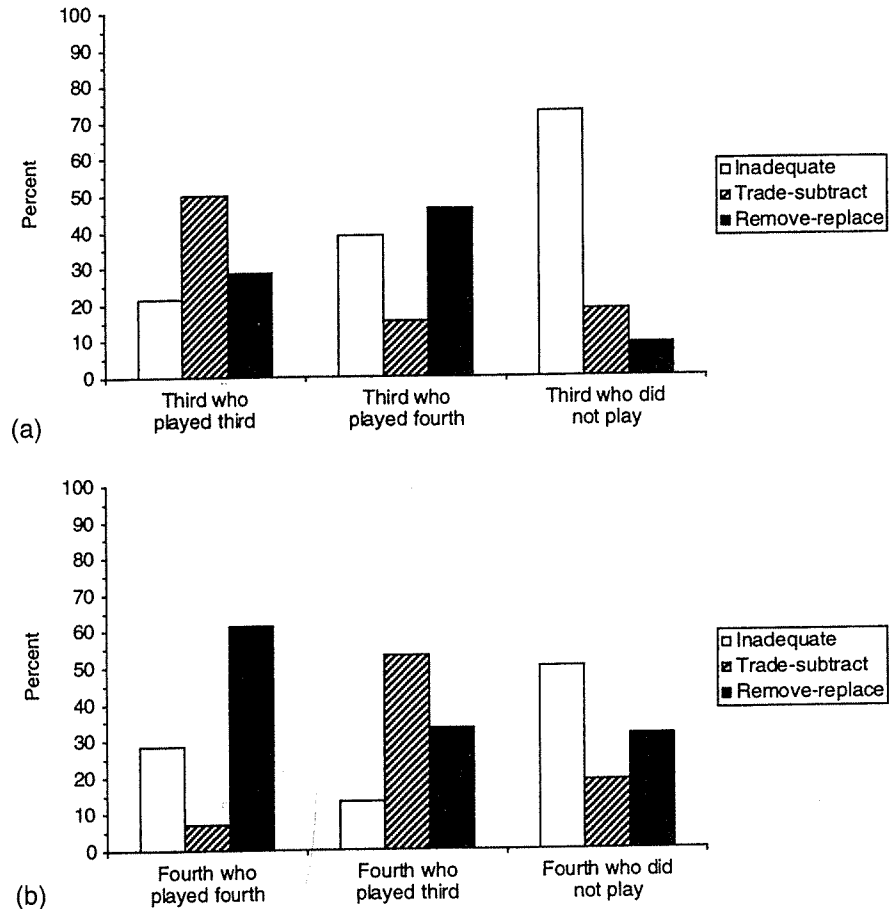 100
90
80
70
60
50
40
30
20
10
0
Percent
Inadequate
Trade-subtract
Remove-replace
Third who
played third
Third who
played fourth
Third who did
not play
(a)
100
90
80
70
60
50
40
30
20
10
0
Percent
Inadequate
Trade-subtract
Remove-replace
Fourth who
played fourth
Fourth who
played third
Fourth who did
not play
(b)